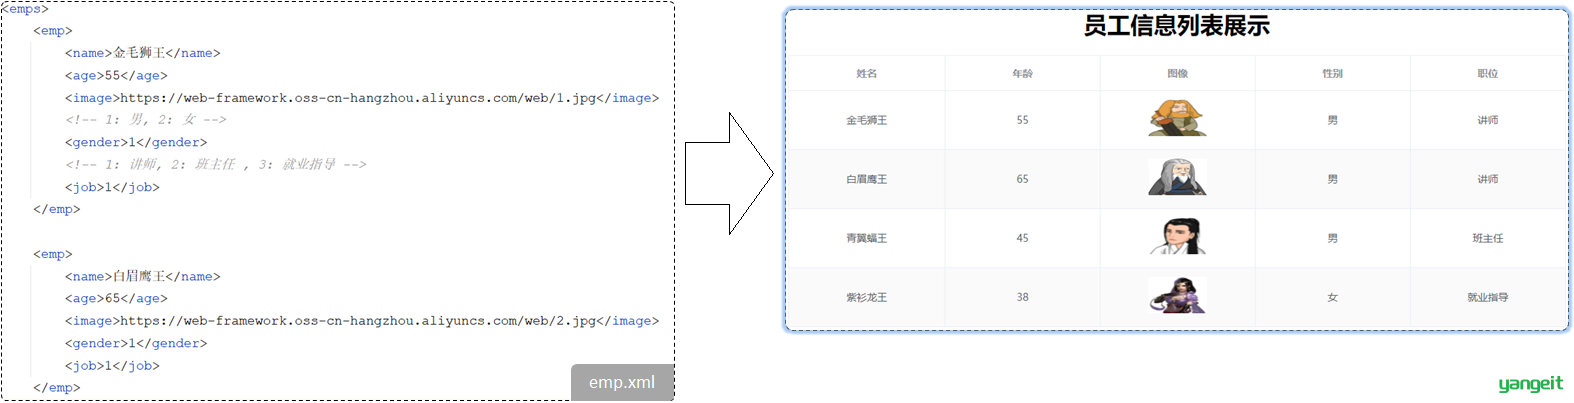 <emps>
<emp>
<name>金毛狮王</name>
<age>55</age>
<image>https://web-framework.oss-cn-hangzhou.aliyuncs.com/web/1.jpg</image>
<!-- 1: 男, 2: 女 -->
<gender>1</gender>
<!-- 1: 讲师, 2: 班主任 , 3: 就业指导 -->
<job>1</job>
</emp>
<emp>
<name>白眉鹰王</name>
<age>65</age>
<image>https://web-framework.oss-cn-hangzhou.aliyuncs.com/web/2.jpg</image>
<gender>1</gender>
<job>1</job>
</emp>
emp.xml
员工信息列表展示
姓名 年龄 图像 性别 职位
金毛狮王 55 男 讲师
白眉鹰王 65 男 讲师
青翼蝠王 45 男 班主任
紫衫龙王 38 女 就业指导
yangeit